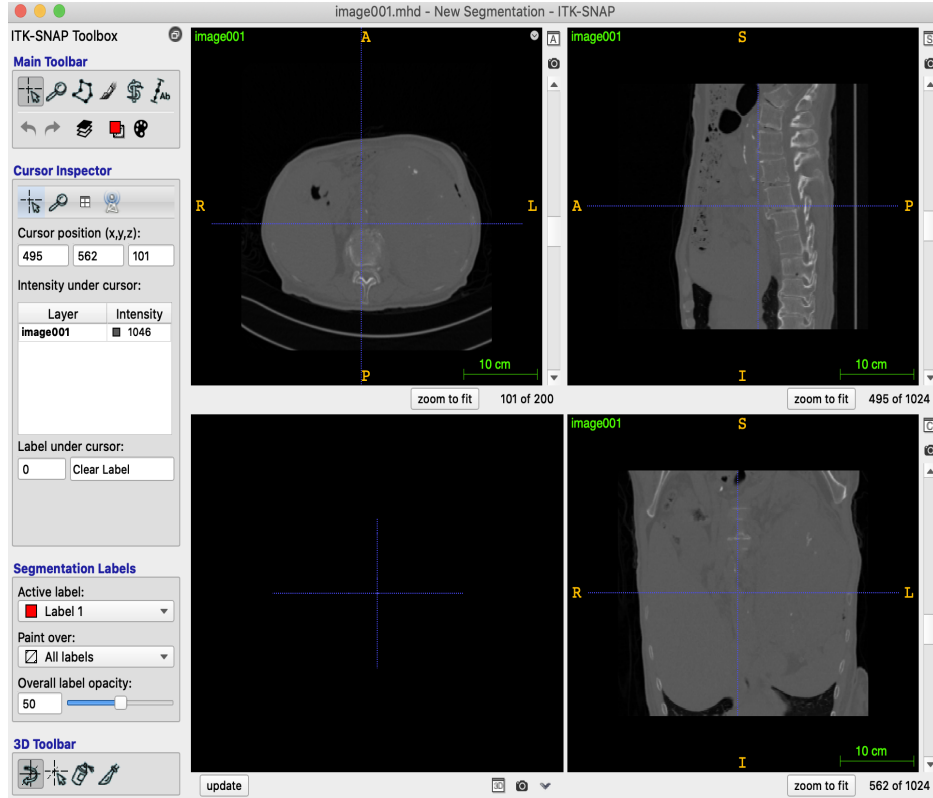 image001.mhd - New Segmentation - ITK-SNAP
ITK-SNAP Toolbox
Main Toolbar
Ab
Cursor Inspector
Cursor position (x,y,z):
495 562 101
Intensity under cursor:
Layer Intensity
image001 1046
Label under cursor:
0 Clear Label
Segmentation Labels
Active label:
Label 1
Paint over:
All labels
Overall label opacity:
50
3D Toolbar
image001
A
A
R
L
10 cm
P
zoom to fit 101 of 200
image001
S
S
A
P
10 cm
I
zoom to fit 495 of 1024
update
3D
image001
S
C
R
L
10 cm
I
zoom to fit 562 of 1024